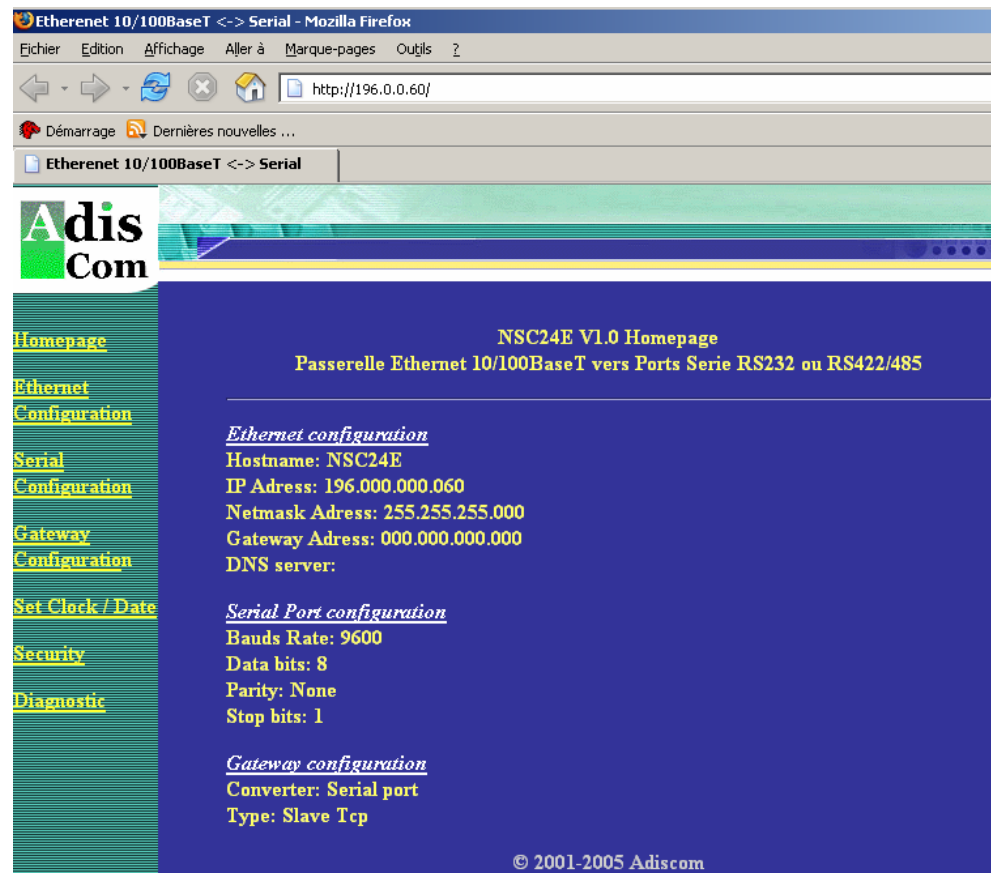 Etherenet 10/100BaseT <-> Serial - Mozilla Firefox
Fichier Edition Affichage Aller à Marque-pages Outils ?
http://196.0.0.60/
Démarrage Dernières nouvelles ...
Etherenet 10/100BaseT <-> Serial
Adis
Com
Homepage
Ethernet
Configuration
Serial
Configuration
Gateway
Configuration
Set Clock / Date
Security
Diagnostic
NSC24E V1.0 Homepage
Passerelle Ethernet 10/100BaseT vers Ports Serie RS232 ou RS422/485
Ethernet configuration
Hostname: NSC24E
IP Adress: 196.000.000.060
Netmask Adress: 255.255.255.000
Gateway Adress: 000.000.000.000
DNS server:
Serial Port configuration
Bauds Rate: 9600
Data bits: 8
Parity: None
Stop bits: 1
Gateway configuration
Converter: Serial port
Type: Slave Tcp
© 2001-2005 Adiscom